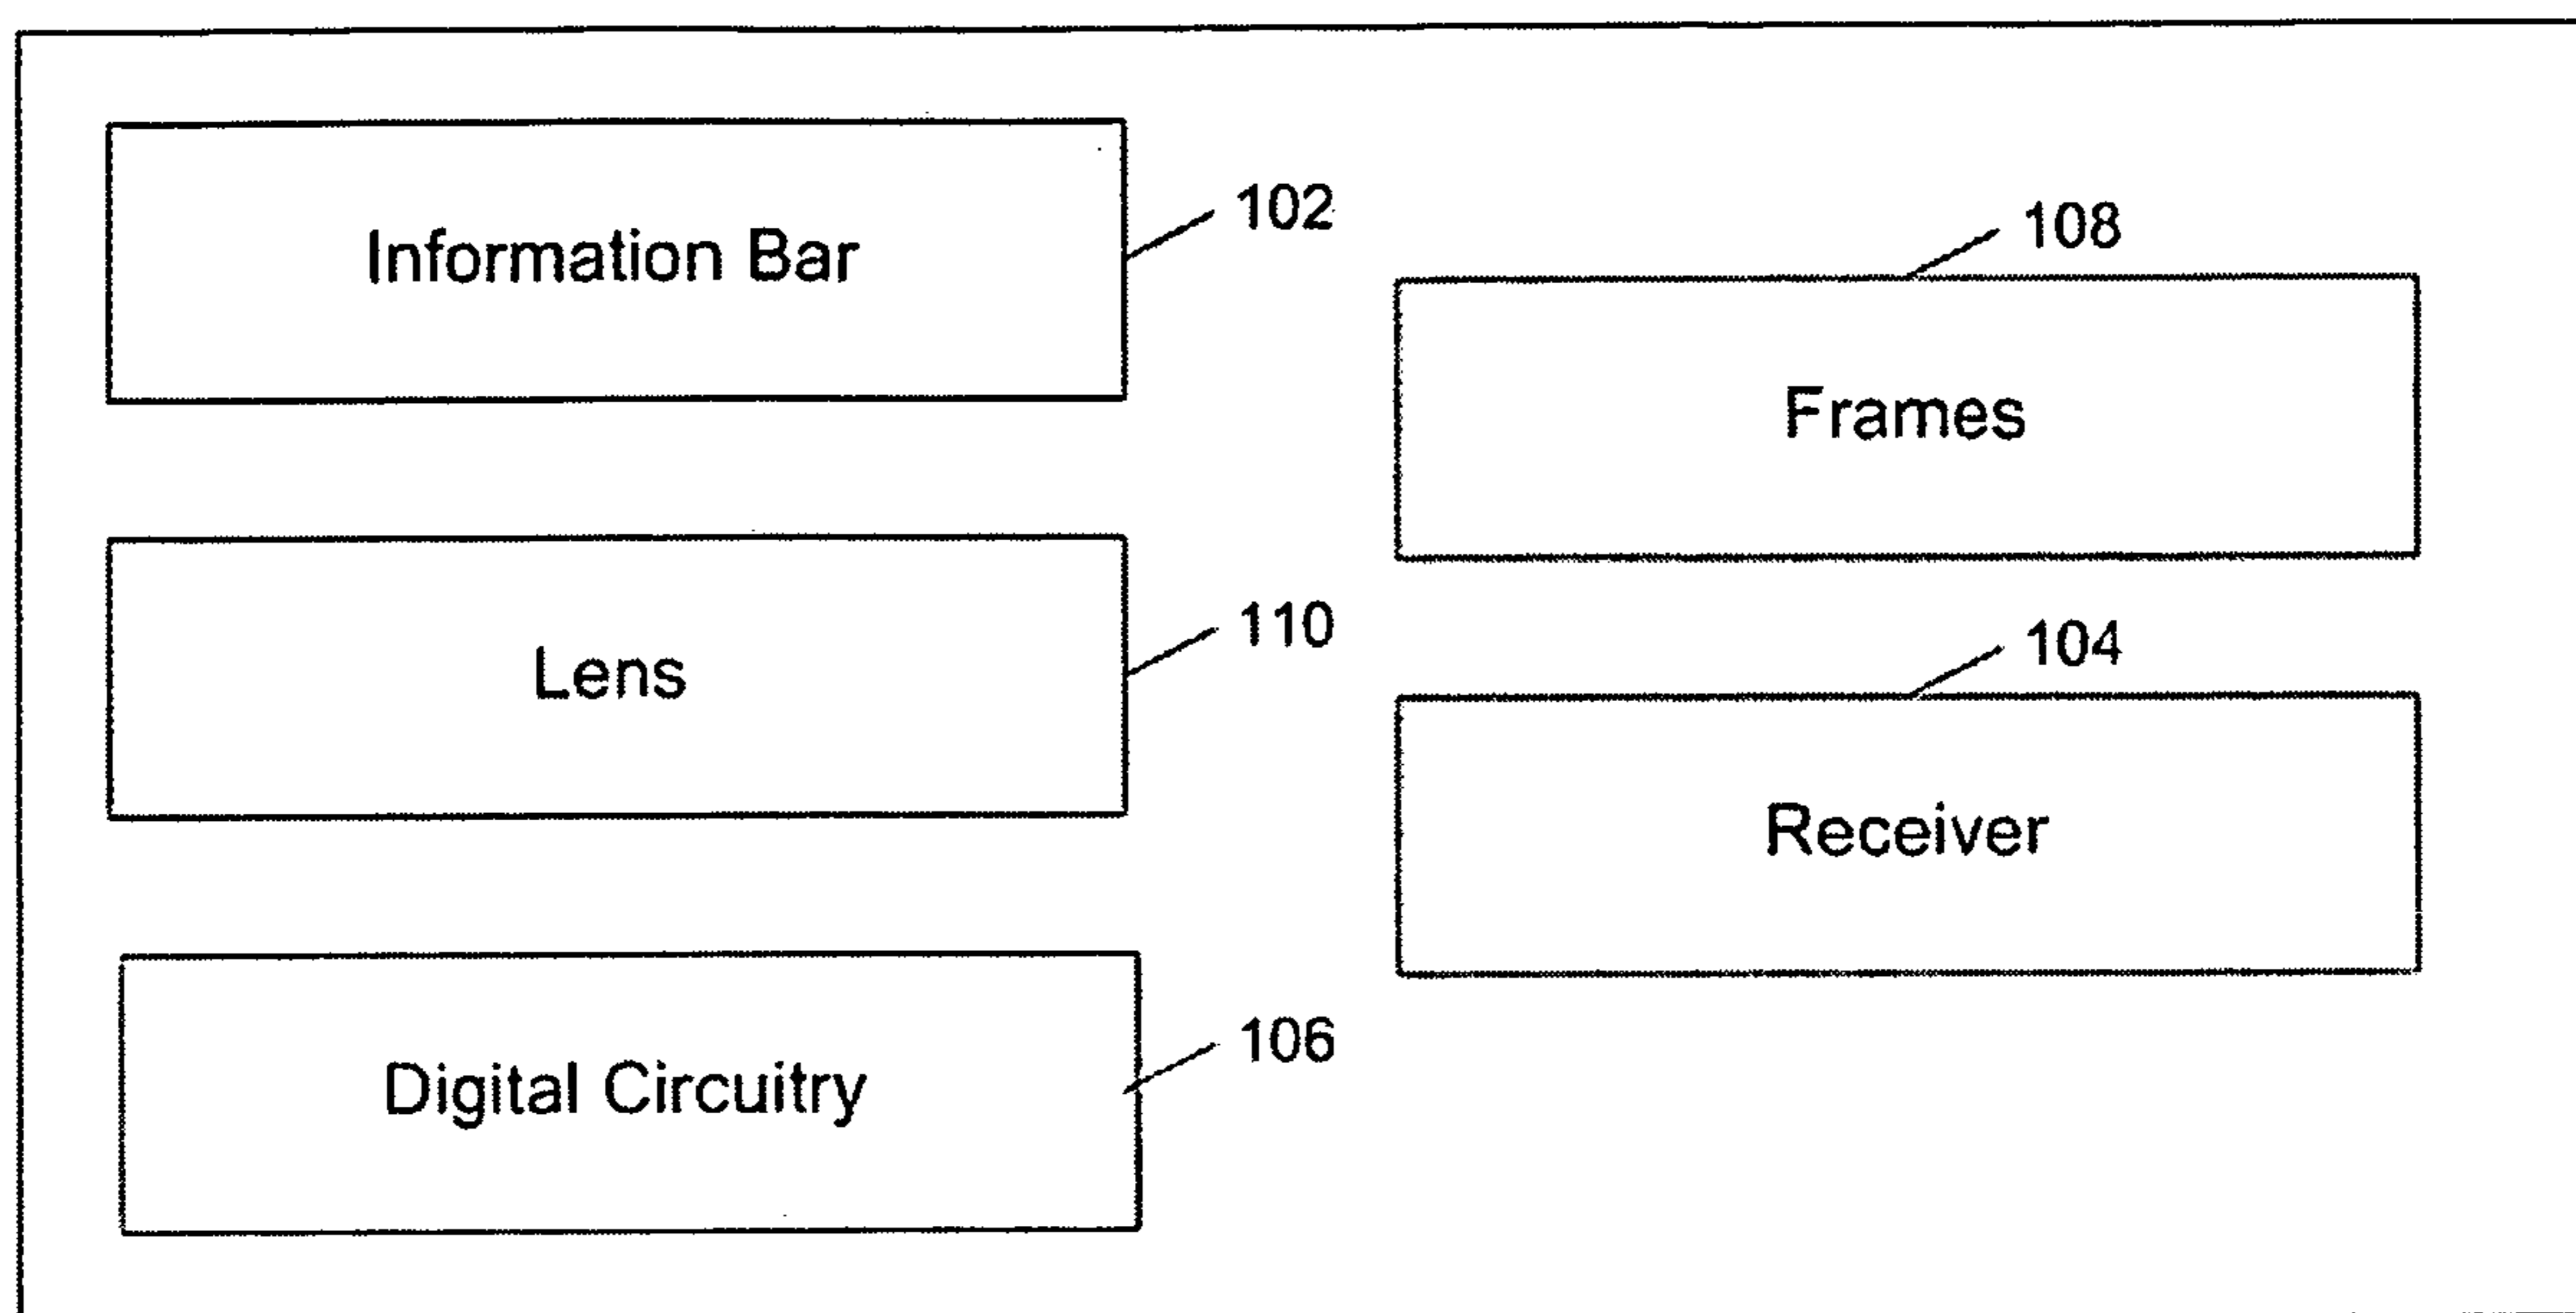 Information Bar
102
108
Frames
Lens
110
104
Receiver
Digital Circuitry
106